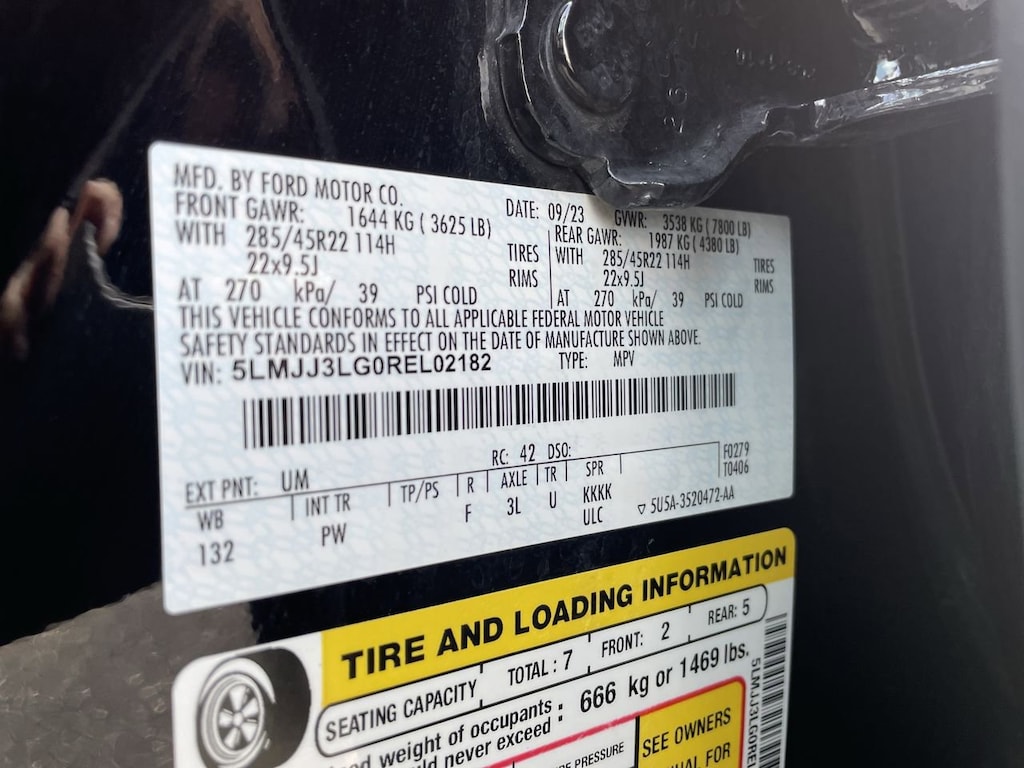 MFD. BY FORD MOTOR CO.
DATE: 09/23 GVWR: 3538 KG ( 7800 LB)
FRONT GAWR: 1644 KG ( 3625 LB)
WITH 285/45R22 114H TIRES
22x9.5J RIMS
AT 270 kPa/ 39 PSI COLD
REAR GAWR: 1987 KG ( 4380 LB)
WITH 285/45R22 114H TIRES
22x9.5J RIMS
AT 270 kPa/ 39 PSI COLD
THIS VEHICLE CONFORMS TO ALL APPLICABLE FEDERAL MOTOR VEHICLE
SAFETY STANDARDS IN EFFECT ON THE DATE OF MANUFACTURE SHOWN ABOVE.
VIN: 5LMJJ3LG0REL02182 TYPE: MPV
EXT PNT: UM RC: 42 DSO: F0279
T0406
WB INT TR TP/PS R AXLE TR SPR
132 PW F 3L U KKKK
ULC ▽ 5U5A-3520472-AA
TIRE AND LOADING INFORMATION
SEATING CAPACITY TOTAL : 7 FRONT: 2 REAR: 5
weight of occupants : 666 kg or 1469 lbs.
never exceed
PRESSURE
SEE OWNERS
FOR